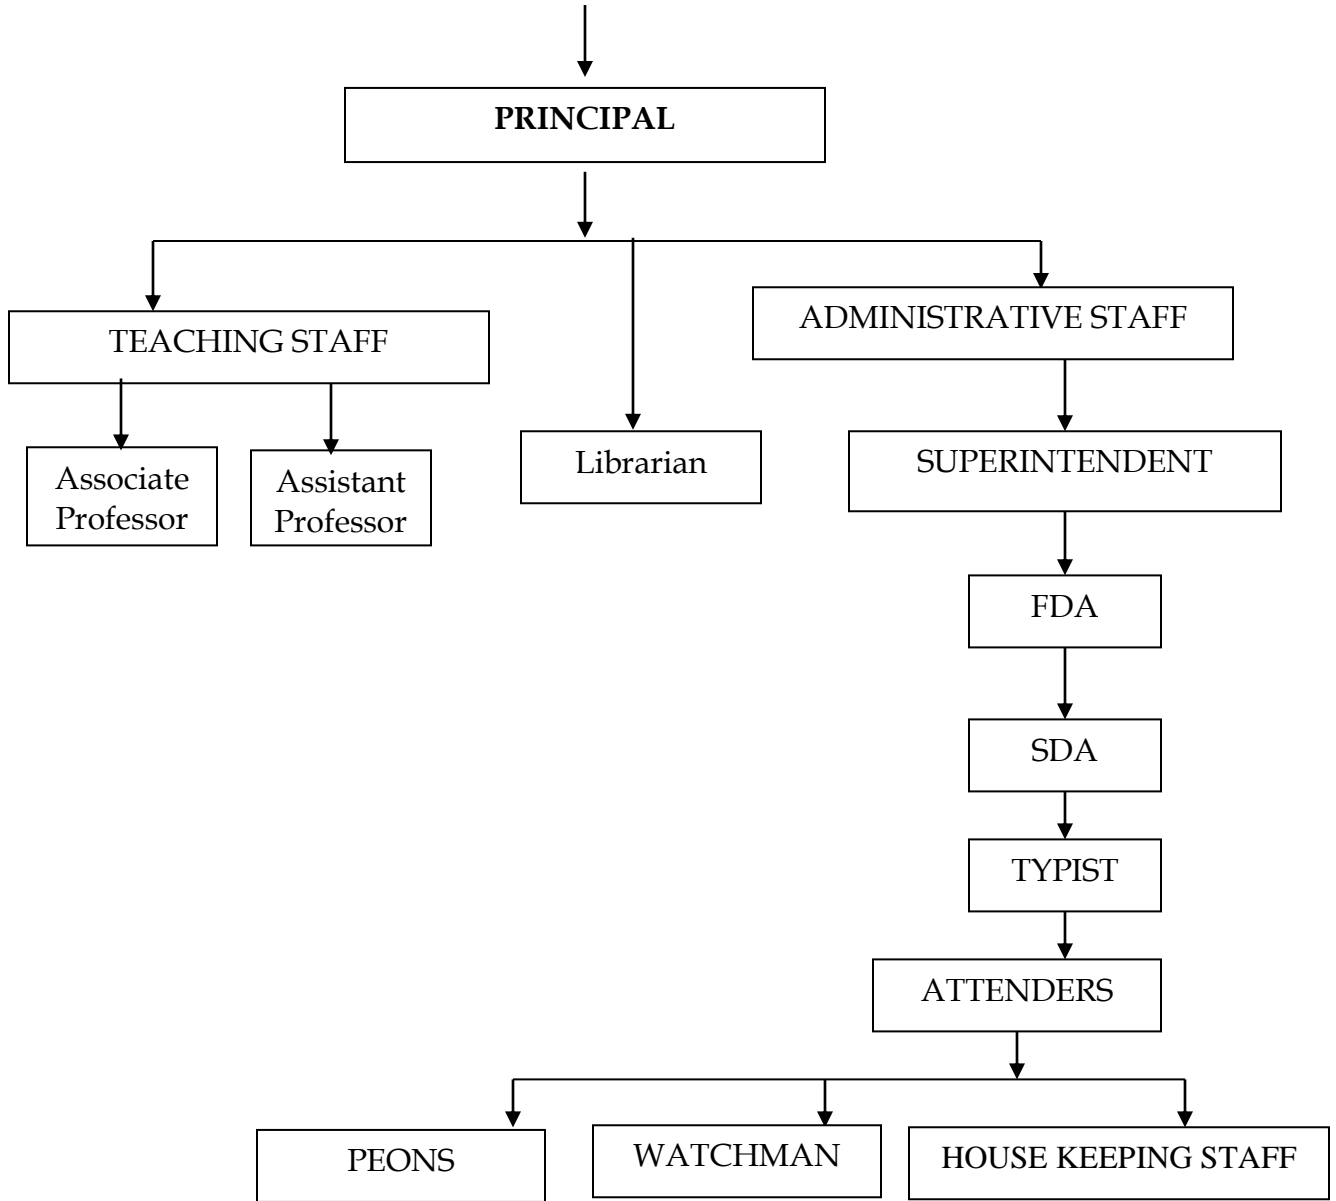 PRINCIPAL
TEACHING STAFF
ADMINISTRATIVE STAFF
Associate
Professor
Assistant
Professor
Librarian
SUPERINTENDENT
FDA
SDA
TYPIST
ATTENDERS
PEONS
WATCHMAN
HOUSE KEEPING STAFF